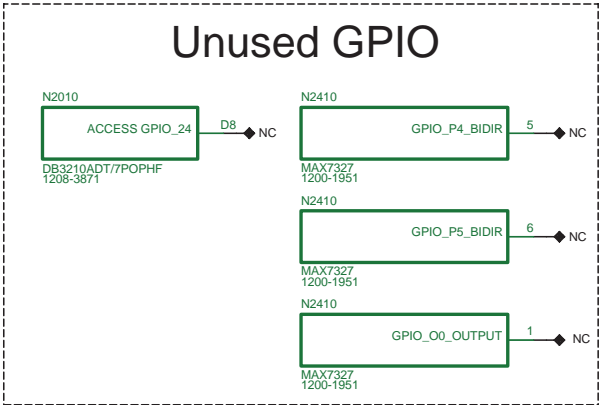 Unused GPIO
N2010
ACCESS GPIO_24
D8
NC
DB3210ADT/7POPHF
1208-3871
N2410
GPIO_P4_BIDIR
5
NC
MAX7327
1200-1951
N2410
GPIO_P5_BIDIR
6
NC
MAX7327
1200-1951
N2410
GPIO_O0_OUTPUT
1
NC
MAX7327
1200-1951